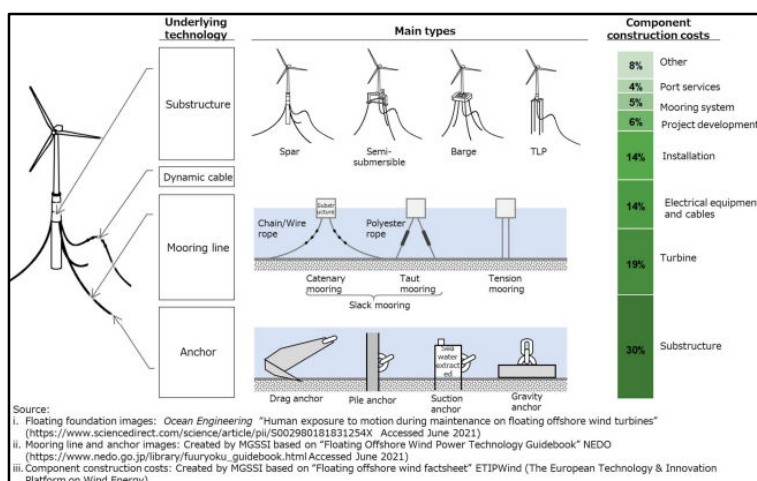 Underlying
technology
Main types
Component
construction costs
Substructure
Dynamic cable
Mooring line
Anchor
Spar
Semi-
submersible
Barge
TLP
Chain/Wire
rope
Substr
ucture
Polyester
rope
Catenary
mooring
Taut
mooring
Tension
mooring
Slack mooring
Drag anchor
Pile anchor
Sea
water
extract
ed
Suction
anchor
Gravity
anchor
8%
Other
4%
Port services
5%
Mooring system
6%
Project development
14%
Installation
14%
Electrical equipment
and cables
19%
Turbine
30%
Substructure
Source:
i. Floating foundation images: Ocean Engineering "Human exposure to motion during maintenance on floating offshore wind turbines"
(https://www.sciencedirect.com/science/article/pii/S002980181831254X Accessed June 2021)
ii. Mooring line and anchor images: Created by MGSSI based on "Floating Offshore Wind Power Technology Guidebook" NEDO
(https://www.nedo.go.jp/library/fuuryoku_guidebook.html Accessed June 2021)
iii. Component construction costs: Created by MGSSI based on "Floating offshore wind factsheet" ETIPWind (The European Technology & Innovation
Platform on Wind Energy)